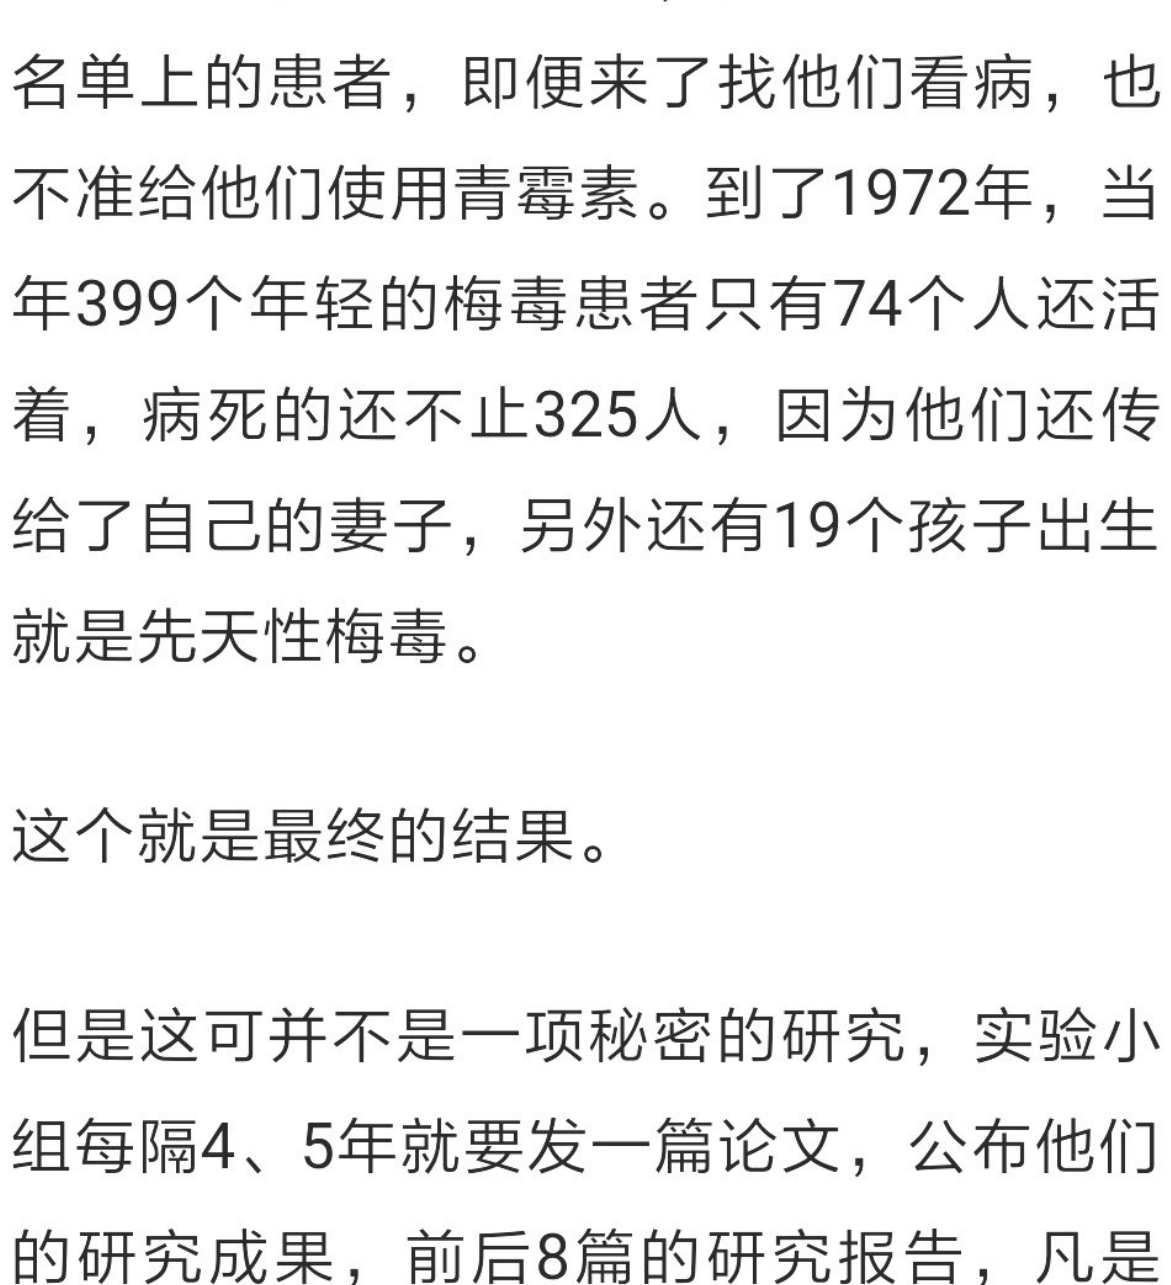 名单上的患者，即便来了找他们看病，也
不准给他们使用青霉素。到了1972年，当
年399个年轻的梅毒患者只有74个人还活
着，病死的还不止325人，因为他们还传
给了自己的妻子，另外还有19个孩子出生
就是先天性梅毒。
这个就是最终的结果。
但是这可并不是一项秘密的研究，实验小
组每隔4、5年就要发一篇论文，公布他们
的研究成果，前后8篇的研究报告，凡是